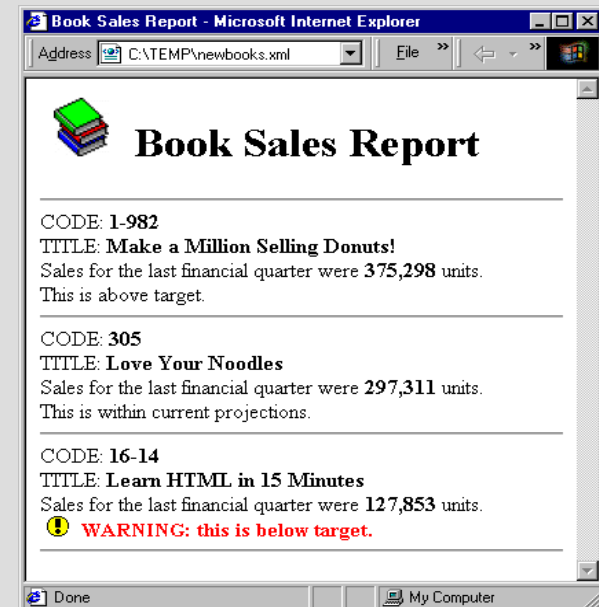 Book Sales Report - Microsoft Internet Explorer
Address C:\TEMP\newbooks.xml File » »
Book Sales Report
CODE: 1-982
TITLE: Make a Million Selling Donuts!
Sales for the last financial quarter were 375,298 units.
This is above target.
CODE: 305
TITLE: Love Your Noodles
Sales for the last financial quarter were 297,311 units.
This is within current projections.
CODE: 16-14
TITLE: Learn HTML in 15 Minutes
Sales for the last financial quarter were 127,853 units.
WARNING: this is below target.
Done My Computer